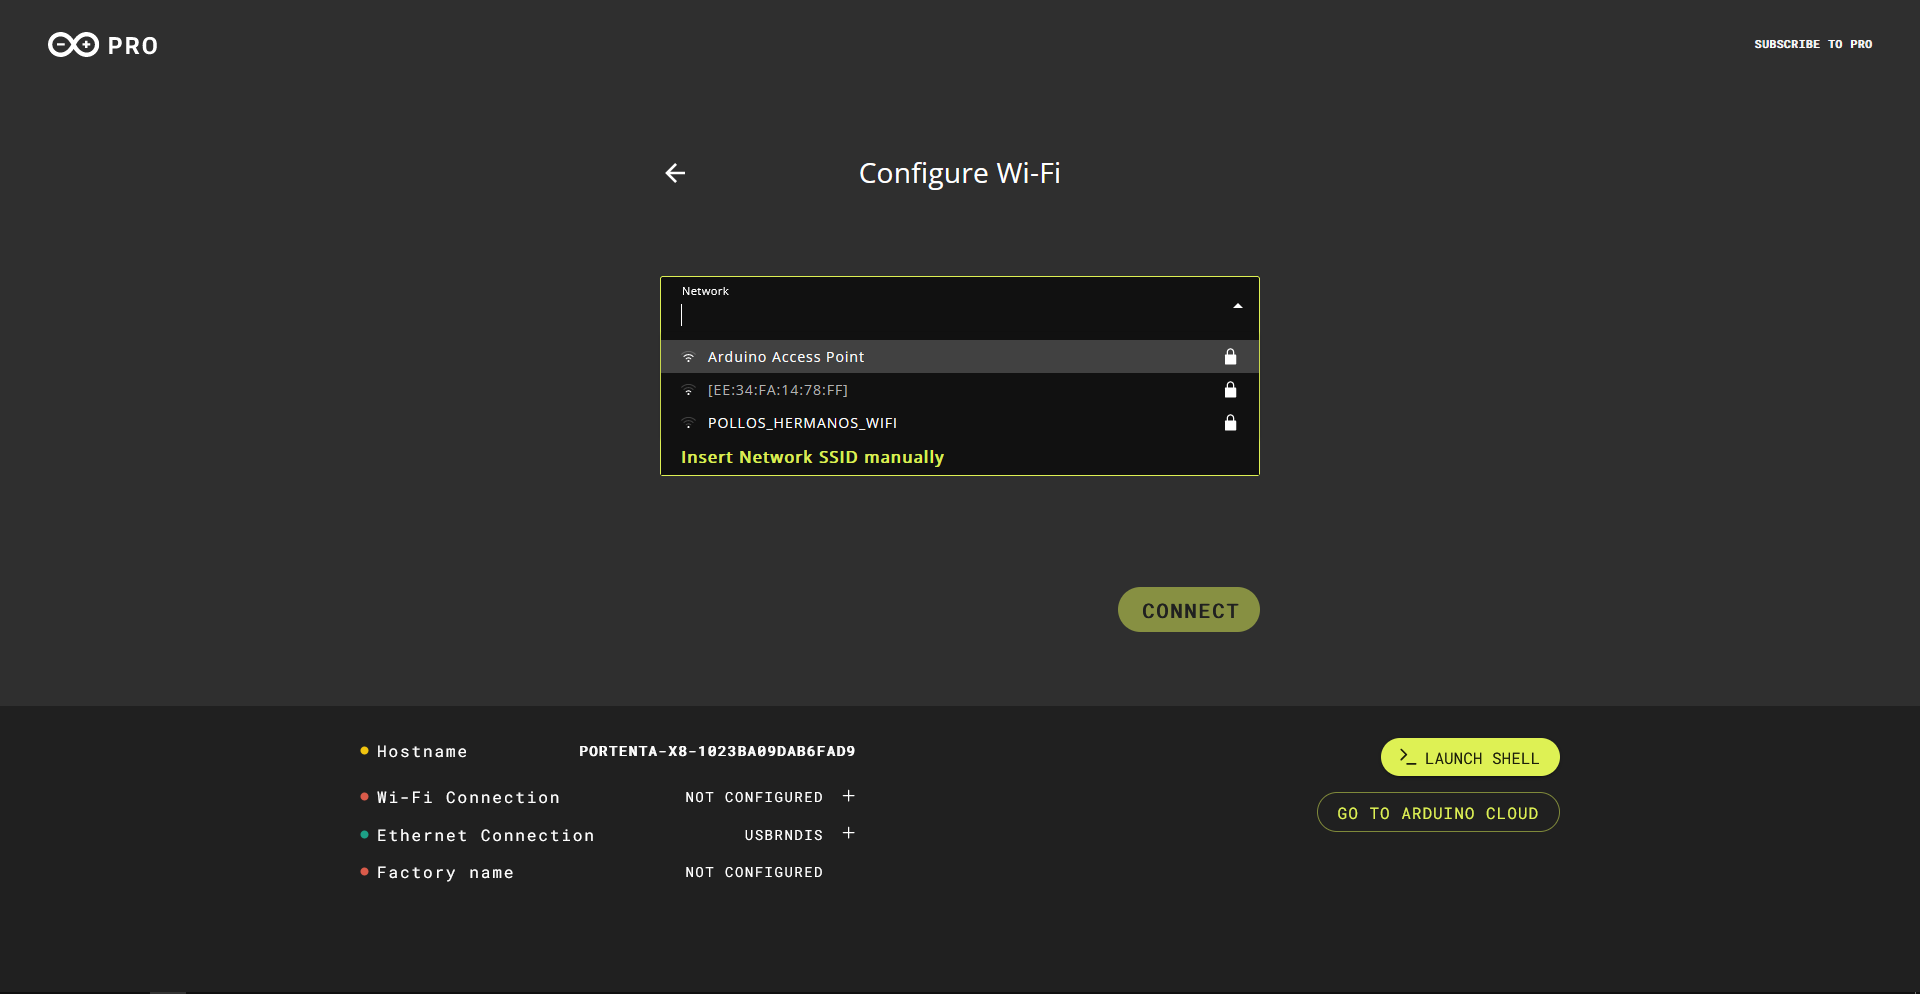 PRO
SUBSCRIBE TO PRO
Configure Wi-Fi
Network
Arduino Access Point
[EE:34:FA:14:78:FF]
POLLOS_HERMANOS_WIFI
Insert Network SSID manually
CONNECT
Hostname PORTENTA-X8-1023BA09DAB6FAD9
Wi-Fi Connection NOT CONFIGURED +
Ethernet Connection USBRNDIS +
Factory name NOT CONFIGURED
>_ LAUNCH SHELL
GO TO ARDUINO CLOUD